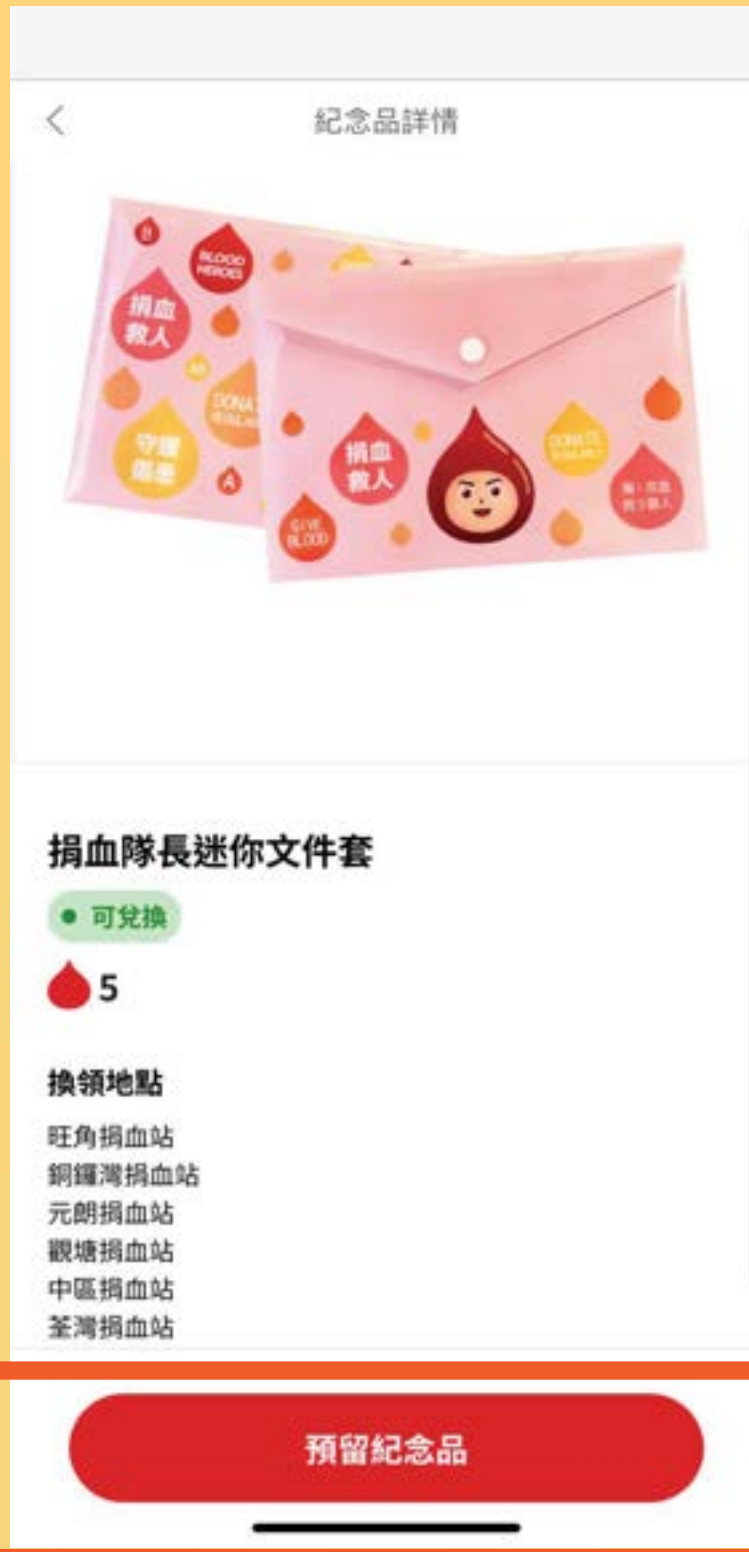 紀念品詳情
B
BLOOD
HEROES
捐血
救人
AB
守護
傷患
A
捐血
救人
GIVE
BLOOD
DONATE
捐血隊長迷你文件套
可兌換
5
換領地點
旺角捐血站
銅鑼灣捐血站
元朗捐血站
觀塘捐血站
中區捐血站
荃灣捐血站
預留紀念品